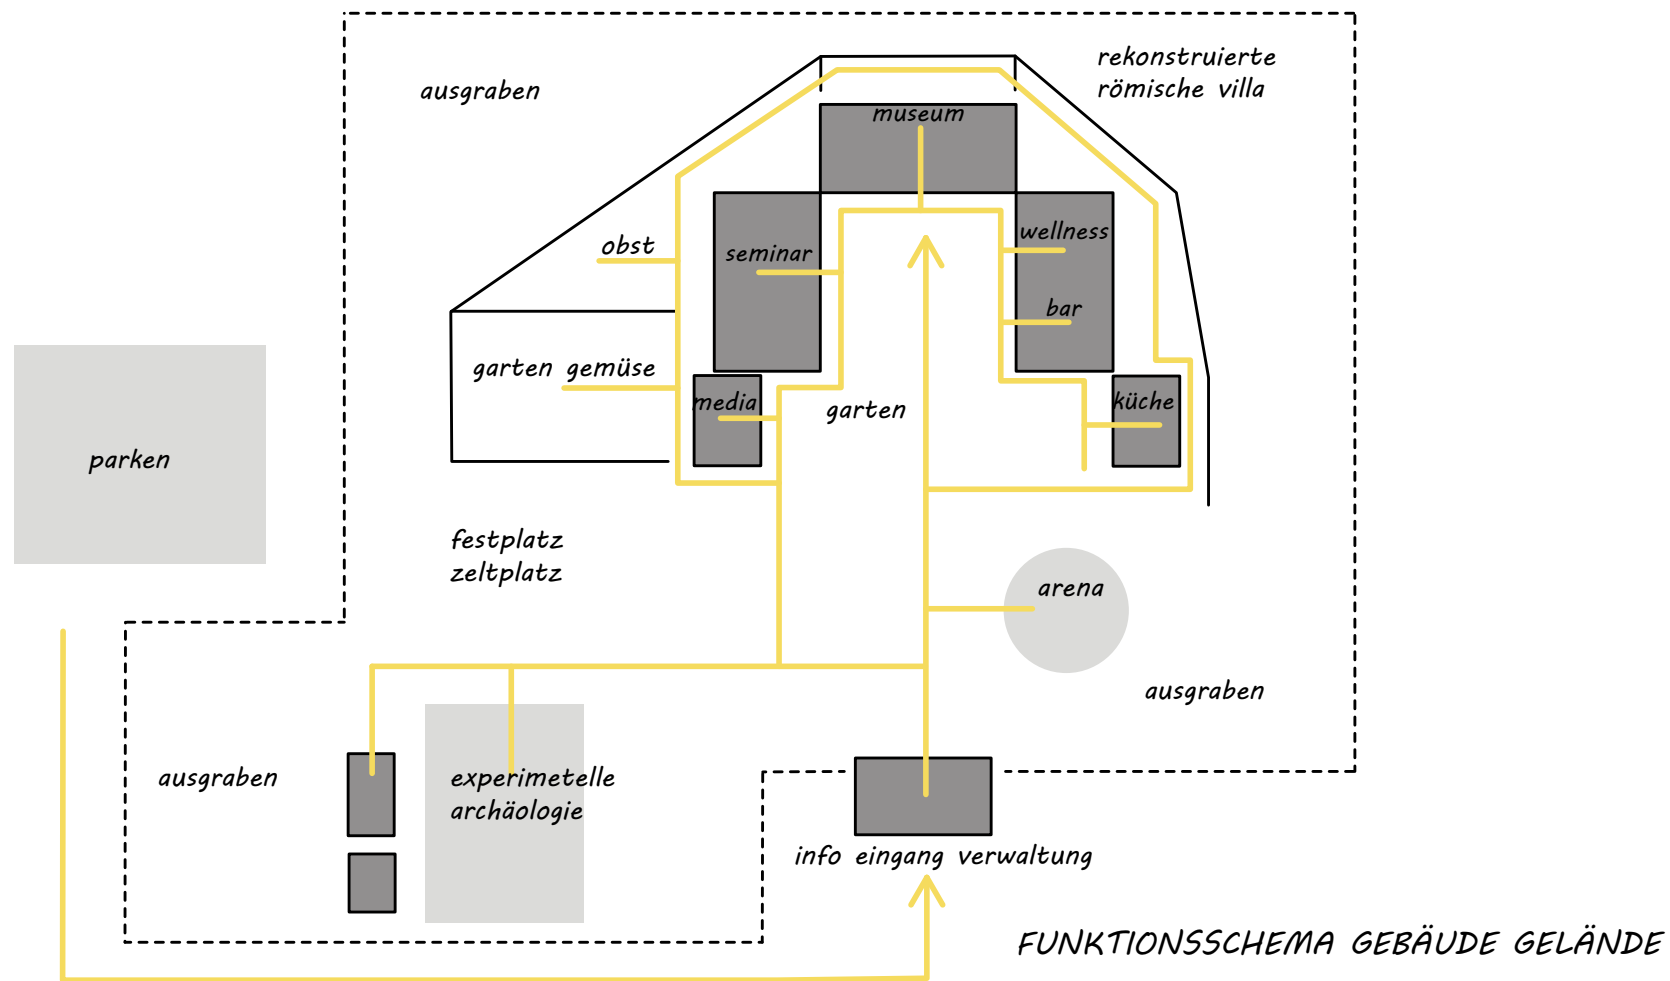 rekonstruierte
römische villa
ausgraben
museum
obst
seminar
wellness
bar
garten gemüse
media
garten
küche
parken
festplatz
zeltplatz
arena
ausgraben
ausgraben
experimetelle
archäologie
info eingang verwaltung
FUNKTIONSSCHEMA GEBÄUDE GELÄNDE